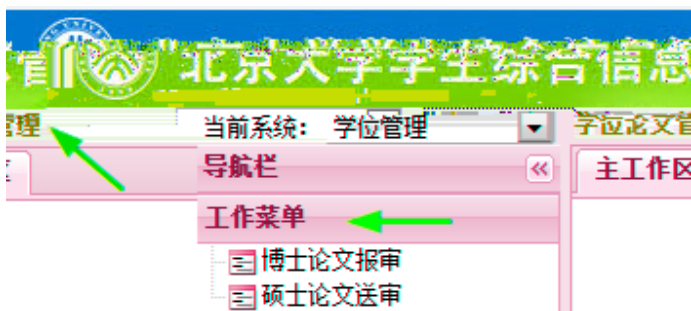 北京大学学生综合信息
管理
当前系统: 学位管理
学位论文管
导航栏
主工作区
工作菜单
博士论文报审
硕士论文送审